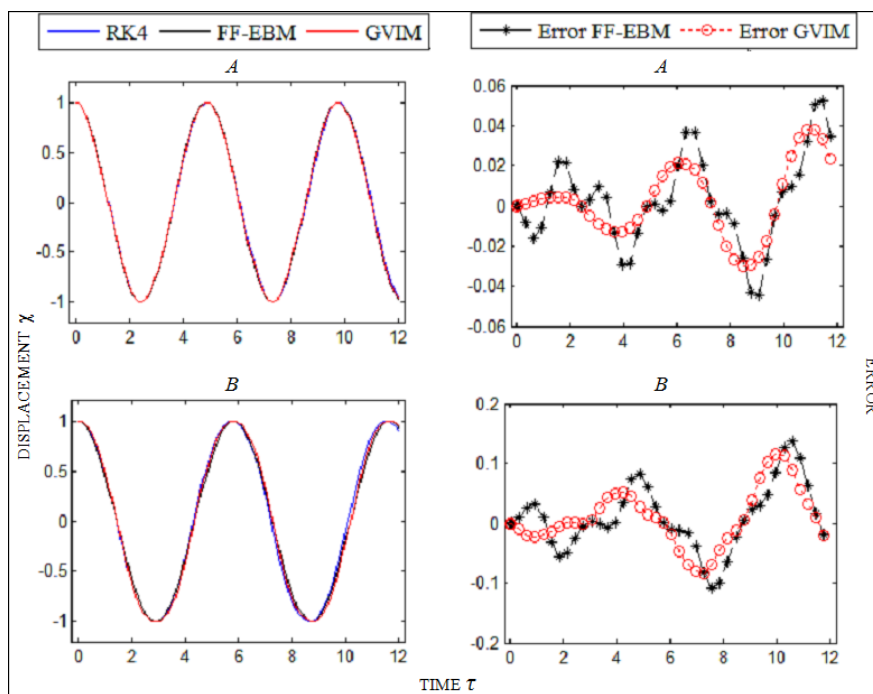 RK4 FF-EBM GVIM
Error FF-EBM Error GVIM
A
1
0.5
0
-0.5
-1
0 2 4 6 8 10 12
A
0.06
0.04
0.02
0
-0.02
-0.04
0.06
0 2 4 6 8 10 12
B
1
0.5
0
-0.5
-1
0 2 4 6 8 10 12
B
0.2
0.1
0
-0.1
-0.2
0 2 4 6 8 10 12
DISPLACEMENT χ
ERROR
TIME τ